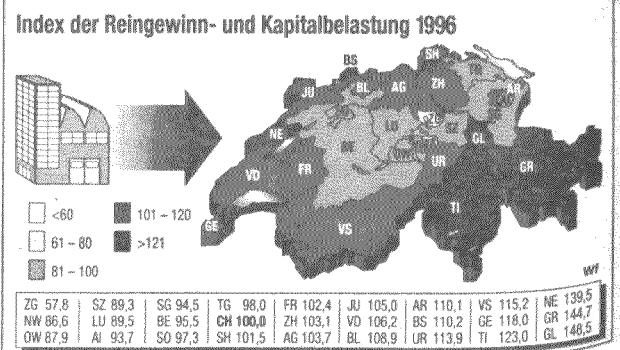 Index der Reingewinn- und Kapitalbelastung 1996
SH
BS
TG
JU
BL
AG
ZH
AR
NE
LU
SZ
GL
BE
UR
GR
VD
FR
TI
VS
GE
<60
61 – 80
81 – 100
101 – 120
>121
wf
ZG 57,8 SZ 89,3 SG 94,5 TG 98,0 FR 102,4 JU 105,0 AR 110,1 VS 115,2 NE 139,5
NW 86,6 LU 89,5 BE 95,5 CH 100,0 ZH 103,1 VD 106,2 BS 110,2 GE 118,0 GR 144,7
OW 87,9 AI 93,7 SO 97,3 SH 101,5 AG 103,7 BL 108,9 UR 113,9 TI 123,0 GL 148,5